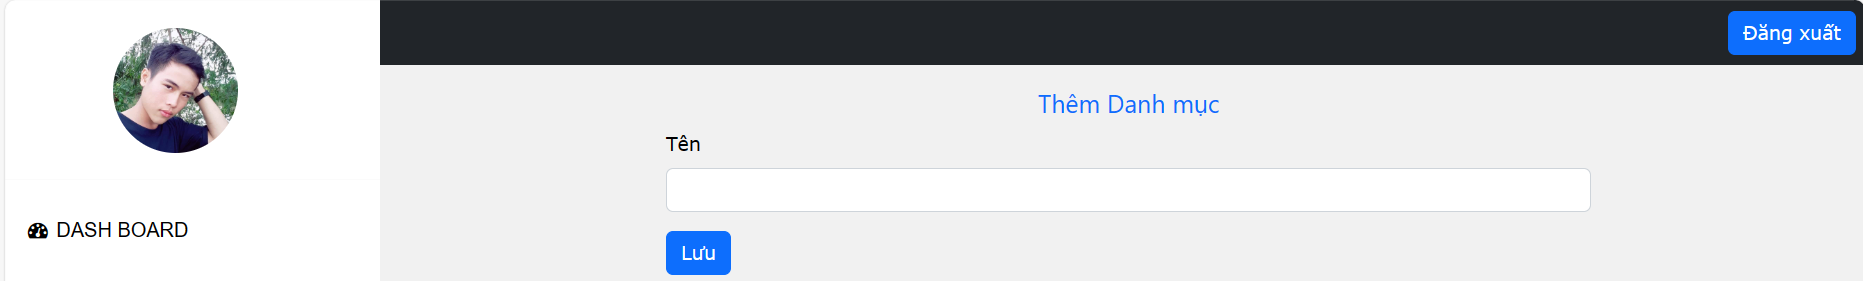 Đăng xuất
Thêm Danh mục
Tên
DASH BOARD
Lưu